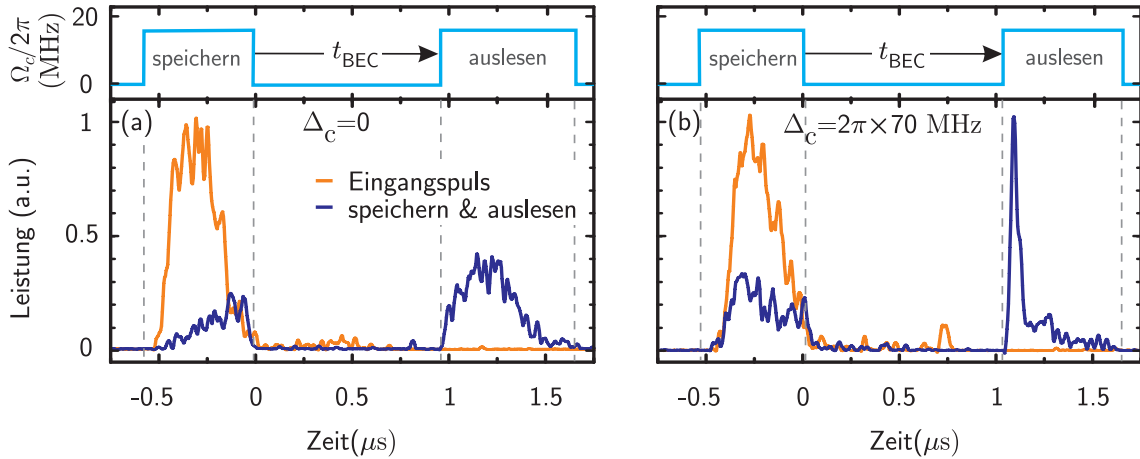 20
0
Ω_c/2π
(MHz)
speichern
t_BEC
auslesen
speichern
t_BEC
auslesen
(a)
Δ_c=0
Eingangspuls
speichern & auslesen
(b)
Δ_c=2π×70 MHz
1
0.5
0
Leistung (a.u.)
-0.5 0 0.5 1 1.5
-0.5 0 0.5 1 1.5
Zeit(μs)
Zeit(μs)